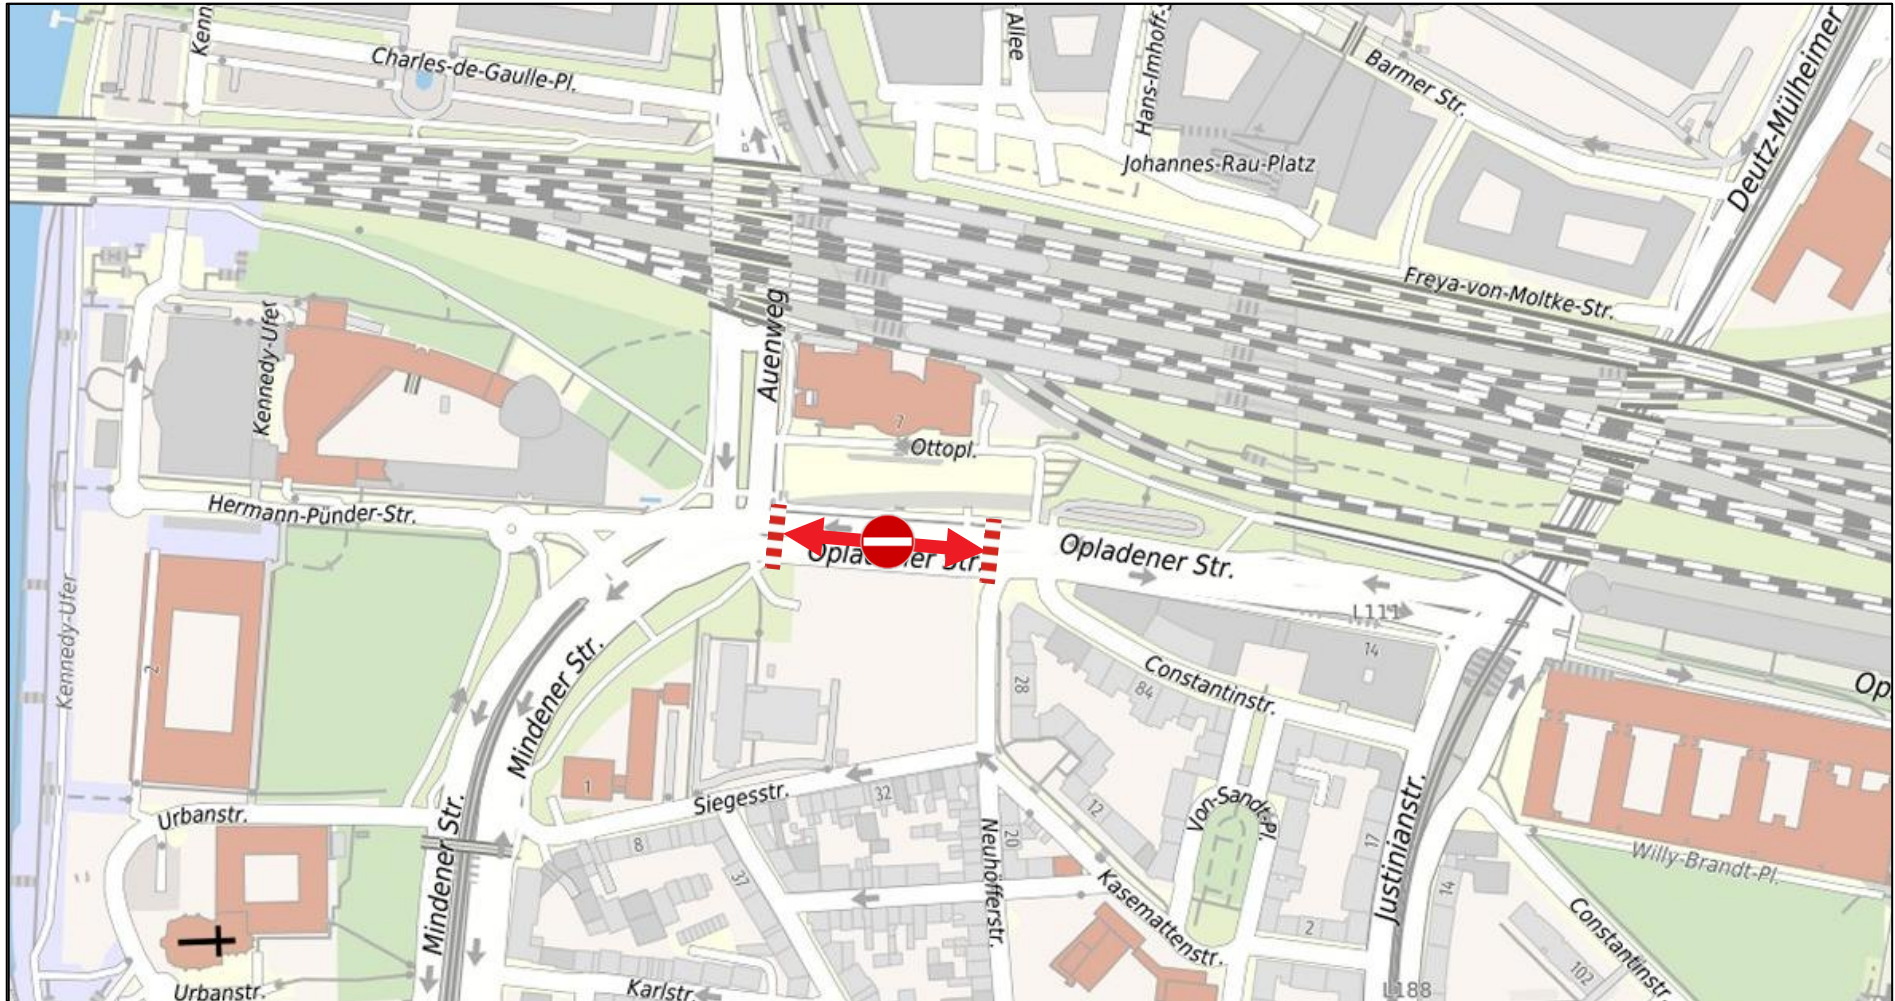 Kenn
Charles-de-Gaulle-Pl.
Allee
Hans-Imhoff-S
Barmer Str.
Deutz-Mülheimer
Johannes-Rau-Platz
Freya-von-Moltke-Str.
Kennedy-Ufer
Auenweg
7
Ottopl.
Hermann-Pünder-Str.
Opladener Str.
Opladener Str.
L111
Kennedy-Ufer
2
Mindener Str.
28
84
Constantinstr.
14
Op
1
Siegesstr.
32
12
Von-Sandt-Pl.
17
Urbanstr.
Mindener Str.
8
37
Neuhöfferstr.
20
Kasemattenstr.
Justinianstr.
14
Willy-Brandt-Pl.
Constantinstr.
2
102
Urbanstr.
Karlstr.
L188